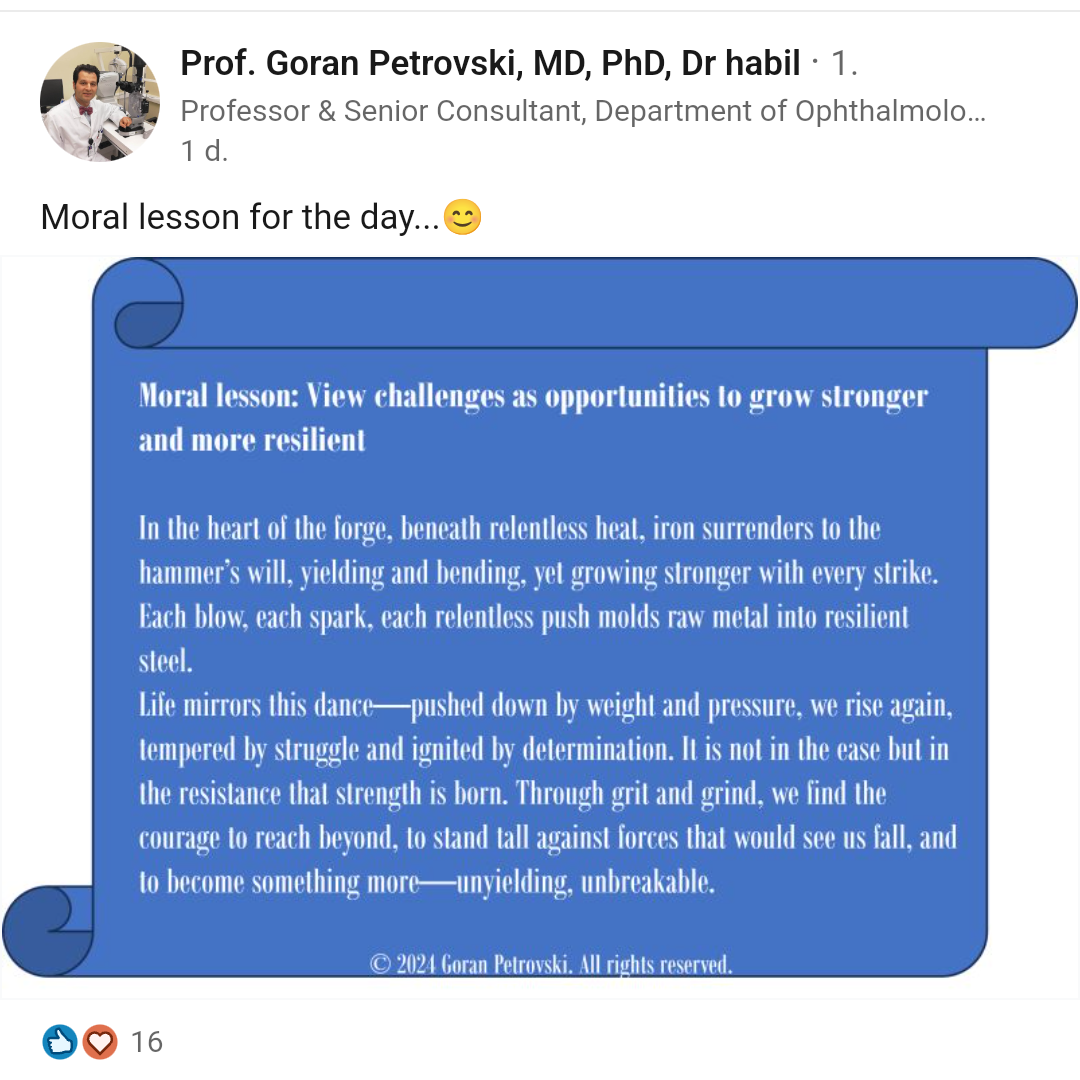 Prof. Goran Petrovski, MD, PhD, Dr habil · 1.
Professor & Senior Consultant, Department of Ophthalmolo...
1 d.
Moral lesson for the day...😊
Moral lesson: View challenges as opportunities to grow stronger
and more resilient
In the heart of the forge, beneath relentless heat, iron surrenders to the
hammer’s will, yielding and bending, yet growing stronger with every strike.
Each blow, each spark, each relentless push molds raw metal into resilient
steel.
Life mirrors this dance—pushed down by weight and pressure, we rise again,
tempered by struggle and ignited by determination. It is not in the ease but in
the resistance that strength is born. Through grit and grind, we find the
courage to reach beyond, to stand tall against forces that would see us fall, and
to become something more—unyielding, unbreakable.
© 2024 Goran Petrovski. All rights reserved.
16